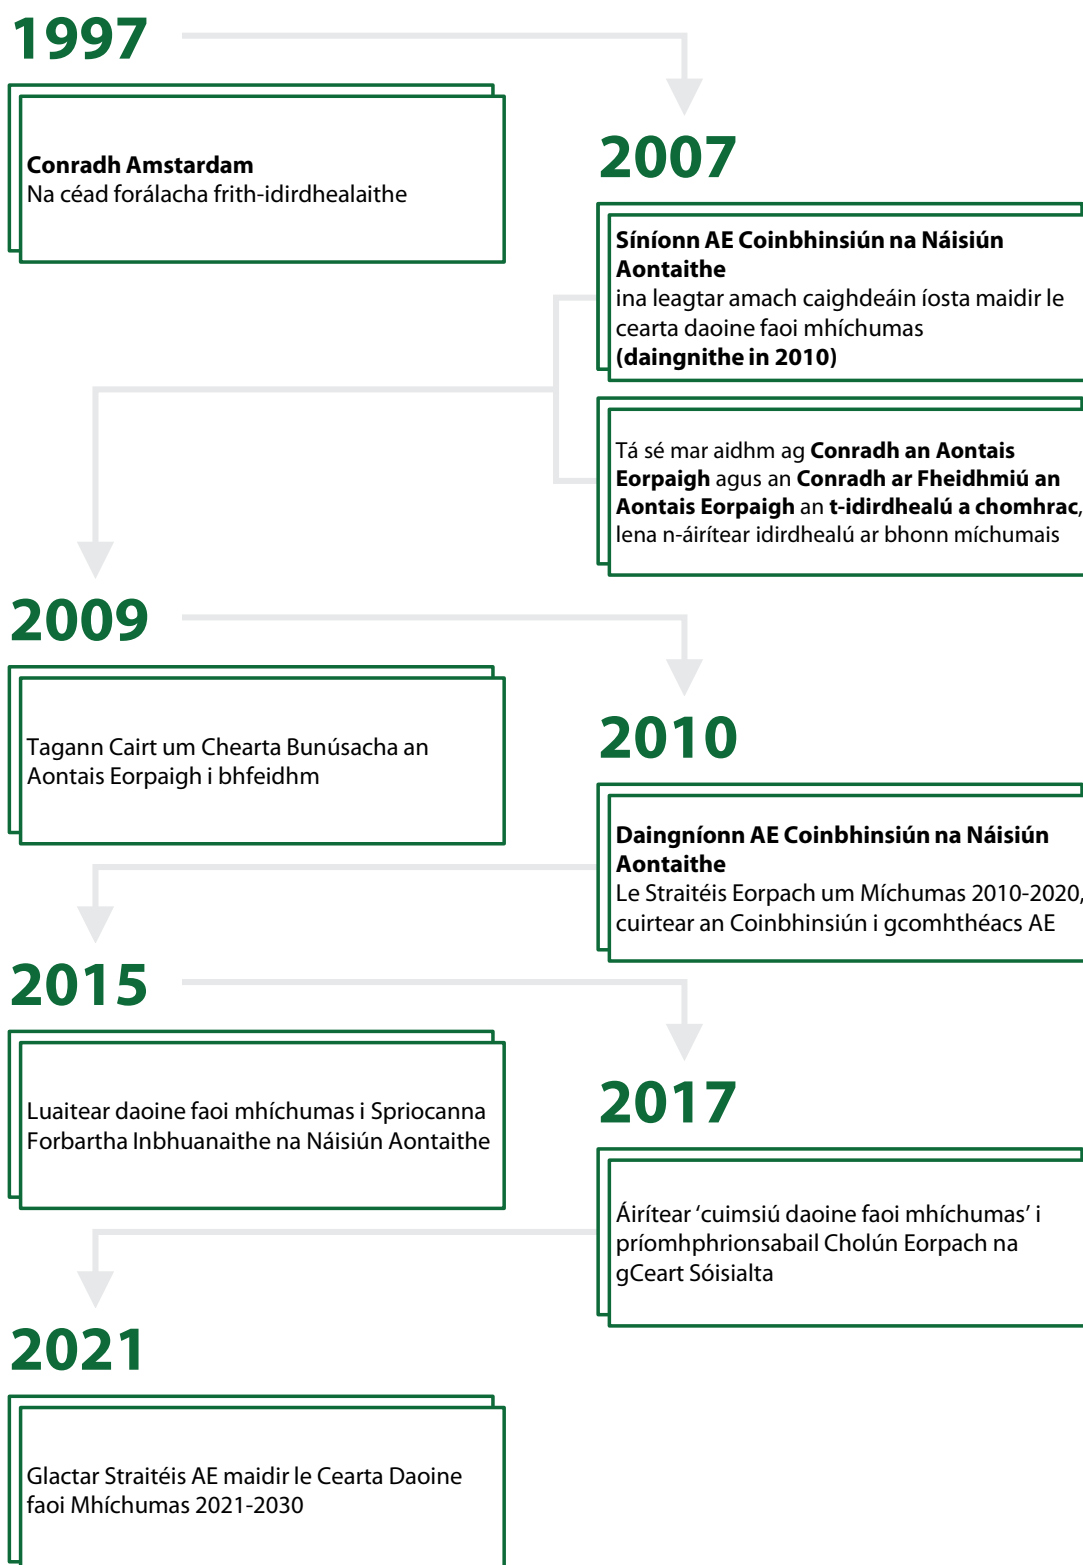 1997
Conradh Amstardam
Na céad forálacha frith-idirdhealaithe
2007
Síníonn AE Coinbhinsiún na Náisiún
Aontaithe
ina leagtar amach caighdeáin íosta maidir le
cearta daoine faoi mhíchumas
(daingnithe in 2010)
Tá sé mar aidhm ag Conradh an Aontais
Eorpaigh agus an Conradh ar Fheidhmiú an
Aontais Eorpaigh an t-idirdhealú a chomhrac,
lena n-áirítear idirdhealú ar bhonn míchumais
2009
Tagann Cairt um Chearta Bunúsacha an
Aontais Eorpaigh i bhfeidhm
2010
Daingníonn AE Coinbhinsiún na Náisiún
Aontaithe
Le Straitéis Eorpach um Míchumas 2010-2020,
cuirtear an Coinbhinsiún i gcomhthéacs AE
2015
Luaitear daoine faoi mhíchumas i Spriocanna
Forbartha Inbhuanaithe na Náisiún Aontaithe
2017
Áirítear ‘cuimsiú daoine faoi mhíchumas’ i
príomhphrionsabail Cholún Eorpach na
gCeart Sóisialta
2021
Glactar Straitéis AE maidir le Cearta Daoine
faoi Mhíchumas 2021-2030